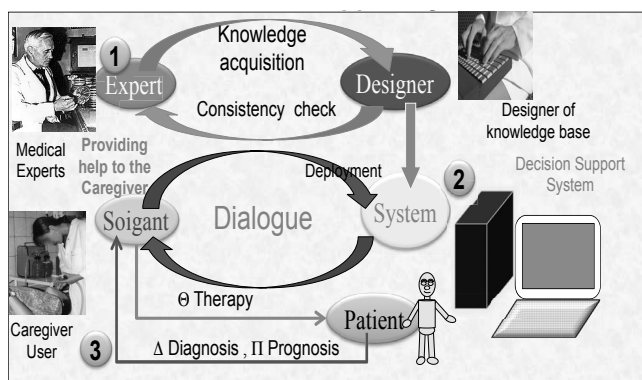 1
Expert
Knowledge
acquisition
Designer
Consistency check
Medical
Experts
Designer of
knowledge base
Providing
help to the
Caregiver
Deployment
2
Decision Support
System
Soigant
Dialogue
System
Θ Therapy
Patient
Caregiver
User
3
Δ Diagnosis , Π Prognosis